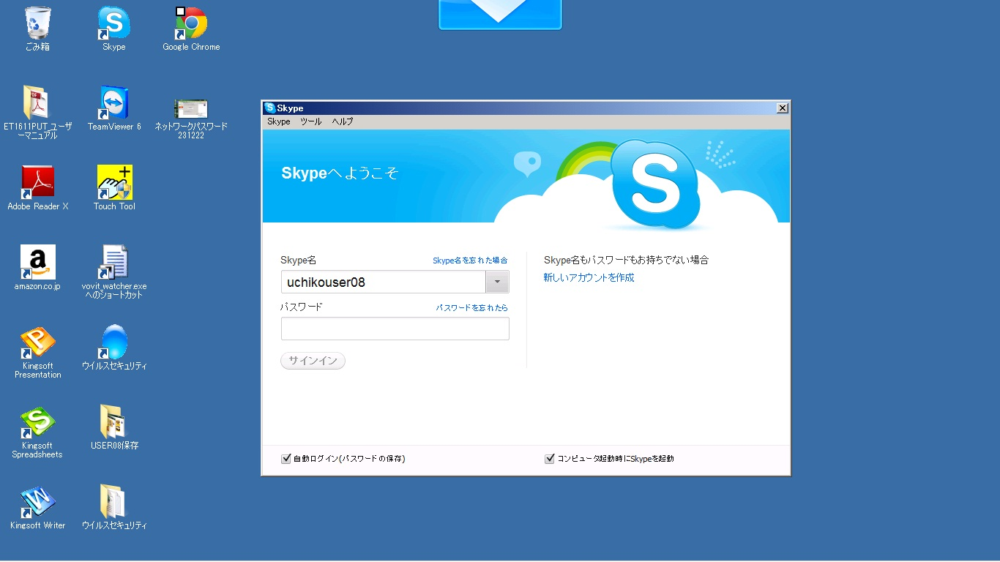 ごみ箱
Skype
Google Chrome
ET1611PUT_ユーザ
ーマニュアル
TeamViewer 6
ネットワークパスワード
231222
Adobe Reader X
Touch Tool
amazon.co.jp
vovit_watcher.exe
へのショートカット
Kingsoft
Presentation
ウイルスセキュリティ
Kingsoft
Spreadsheets
USER08保存
Kingsoft Writer
ウイルスセキュリティ
Skype
Skype ツール ヘルプ
Skypeへようこそ
Skype名 Skype名を忘れた場合
uchikouser08
パスワード パスワードを忘れたら
サインイン
Skype名もパスワードもお持ちでない場合
新しいアカウントを作成
自動ログイン(パスワードの保存)
コンピュータ起動時にSkypeを起動